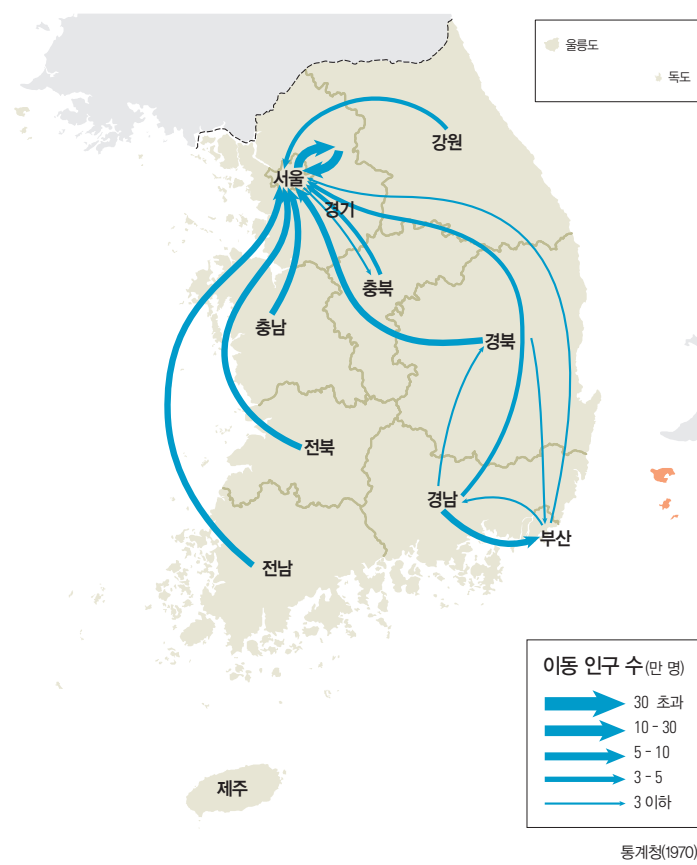 울릉도
독도
강원
서울
경기
충북
충남
경북
전북
경남
부산
전남
제주
이동 인구 수(만 명)
30 초과
10 - 30
5 - 10
3 - 5
3 이하
통계청(1970)